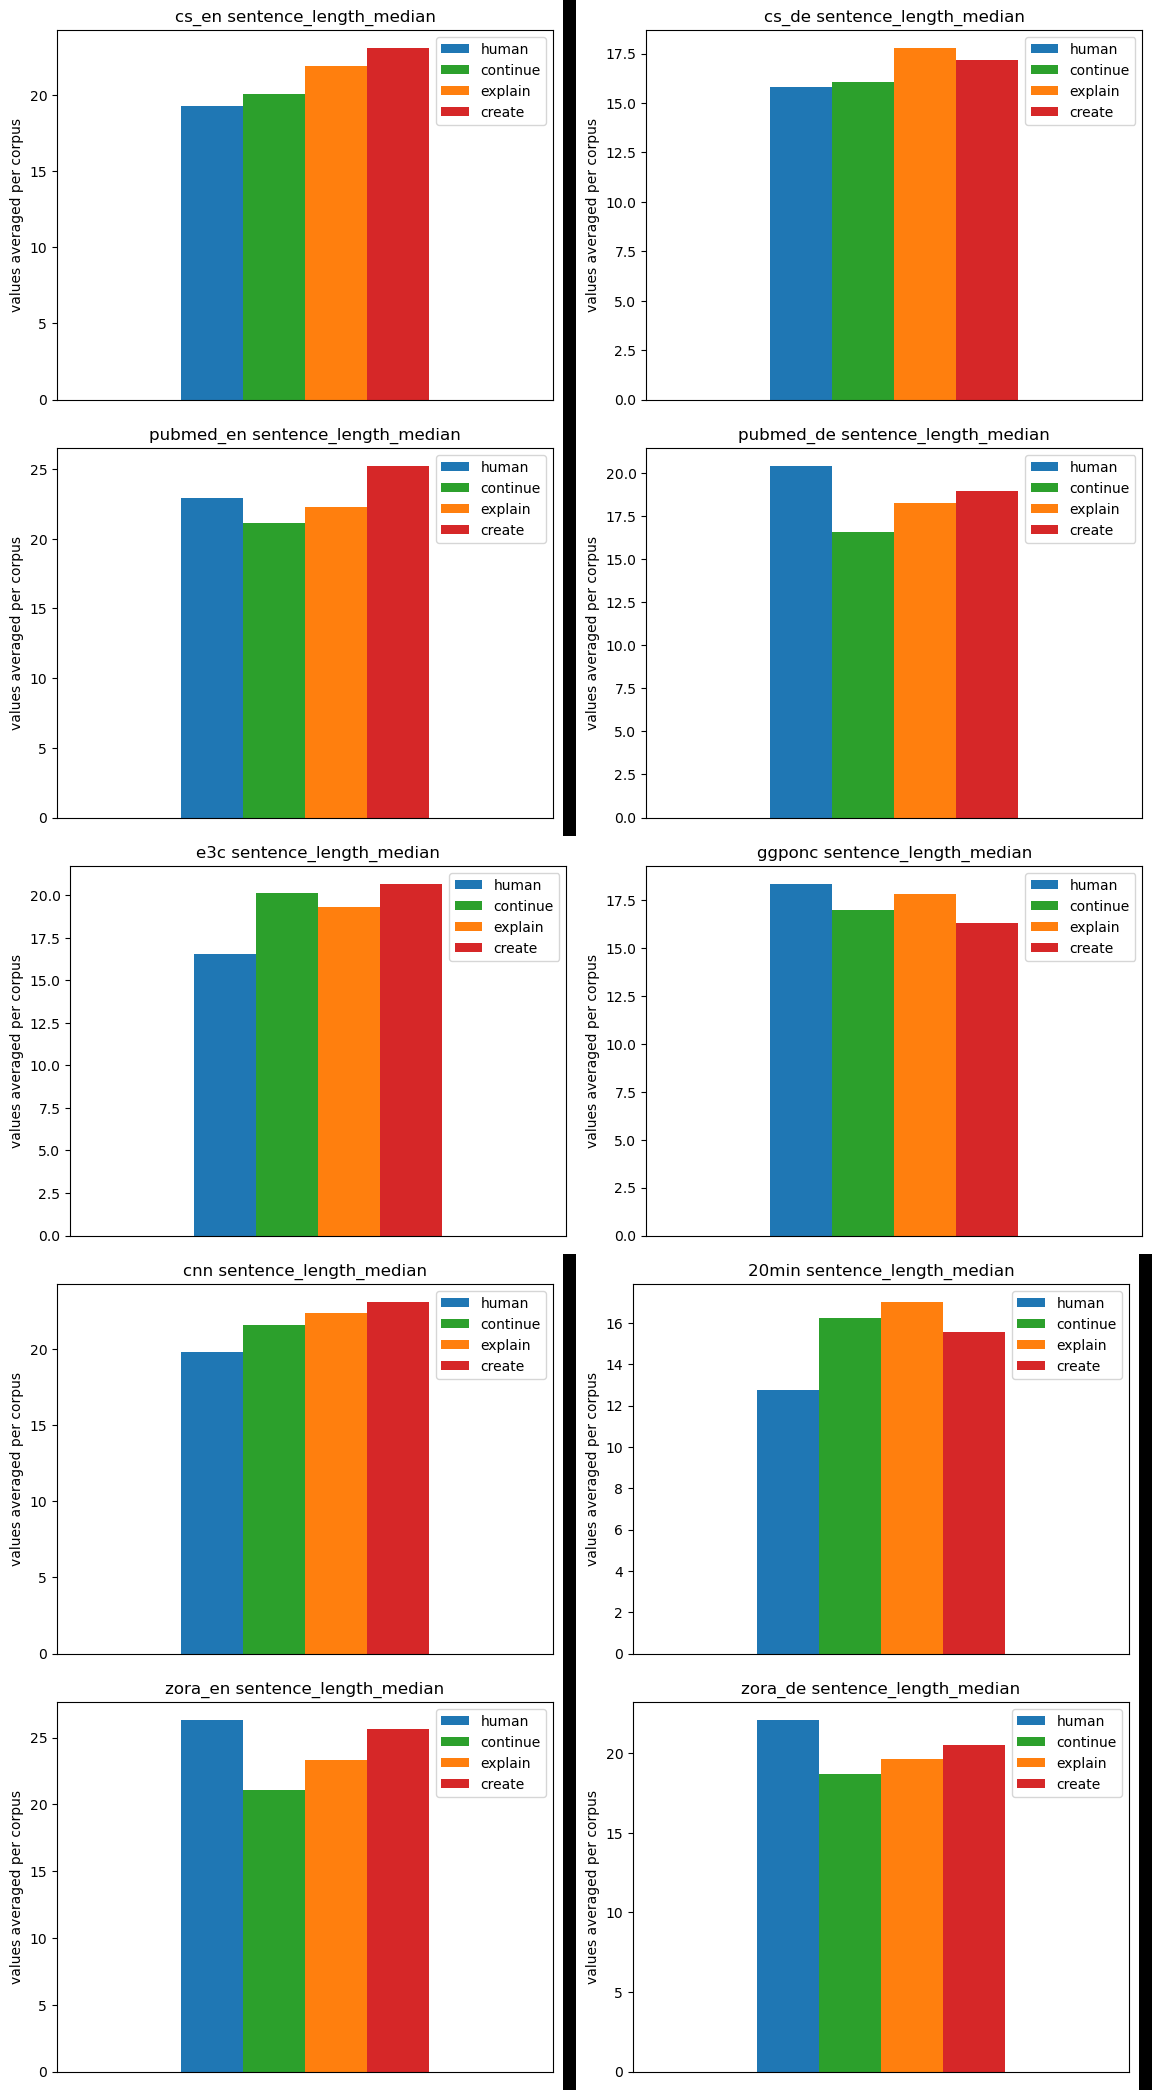 cs_en sentence_length_median
values averaged per corpus
20
15
10
5
0
human
continue
explain
create
cs_de sentence_length_median
values averaged per corpus
17.5
15.0
12.5
10.0
7.5
5.0
2.5
0.0
human
continue
explain
create
pubmed_en sentence_length_median
values averaged per corpus
25
20
15
10
5
0
human
continue
explain
create
pubmed_de sentence_length_median
values averaged per corpus
20.0
17.5
15.0
12.5
10.0
7.5
5.0
2.5
0.0
human
continue
explain
create
e3c sentence_length_median
values averaged per corpus
20.0
17.5
15.0
12.5
10.0
7.5
5.0
2.5
0.0
human
continue
explain
create
ggponc sentence_length_median
values averaged per corpus
17.5
15.0
12.5
10.0
7.5
5.0
2.5
0.0
human
continue
explain
create
cnn sentence_length_median
values averaged per corpus
20
15
10
5
0
human
continue
explain
create
20min sentence_length_median
values averaged per corpus
16
14
12
10
8
6
4
2
0
human
continue
explain
create
zora_en sentence_length_median
values averaged per corpus
25
20
15
10
5
0
human
continue
explain
create
zora_de sentence_length_median
values averaged per corpus
20
15
10
5
0
human
continue
explain
create